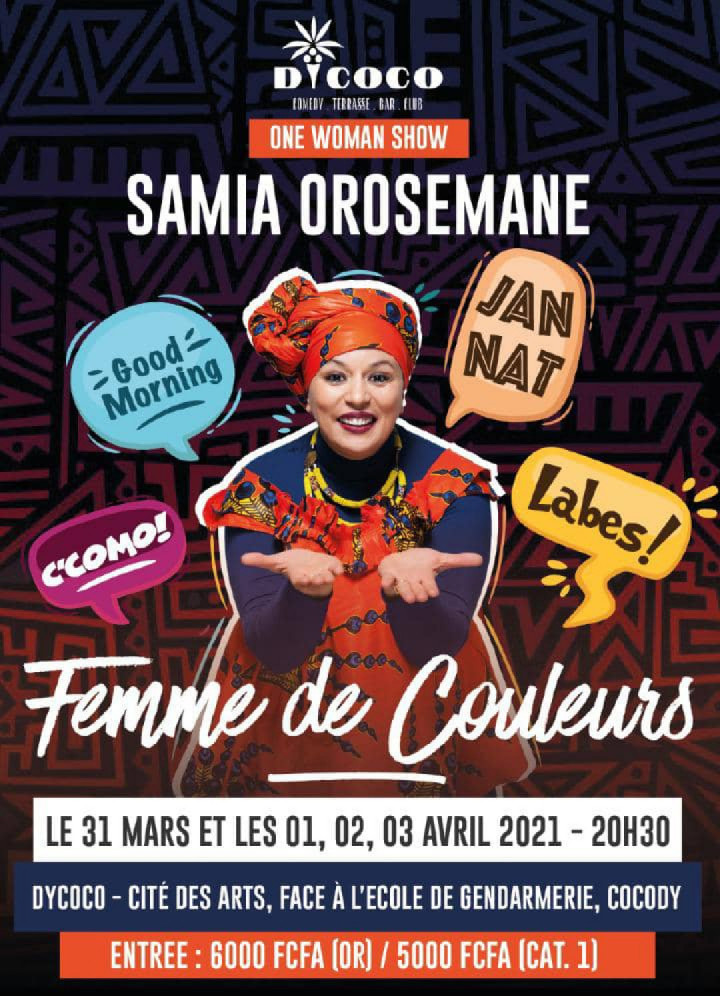 DYCOCO
COMEDY . TERRASSE . BAR . CLUB
ONE WOMAN SHOW
SAMIA OROSEMANE
Good
Morning
JAN
NAT
C'COMO!
Labes!
Femme de Couleurs
LE 31 MARS ET LES 01, 02, 03 AVRIL 2021 - 20H30
DYCOCO - CITÉ DES ARTS, FACE À L'ECOLE DE GENDARMERIE, COCODY
ENTREE : 6000 FCFA (OR) / 5000 FCFA (CAT. 1)